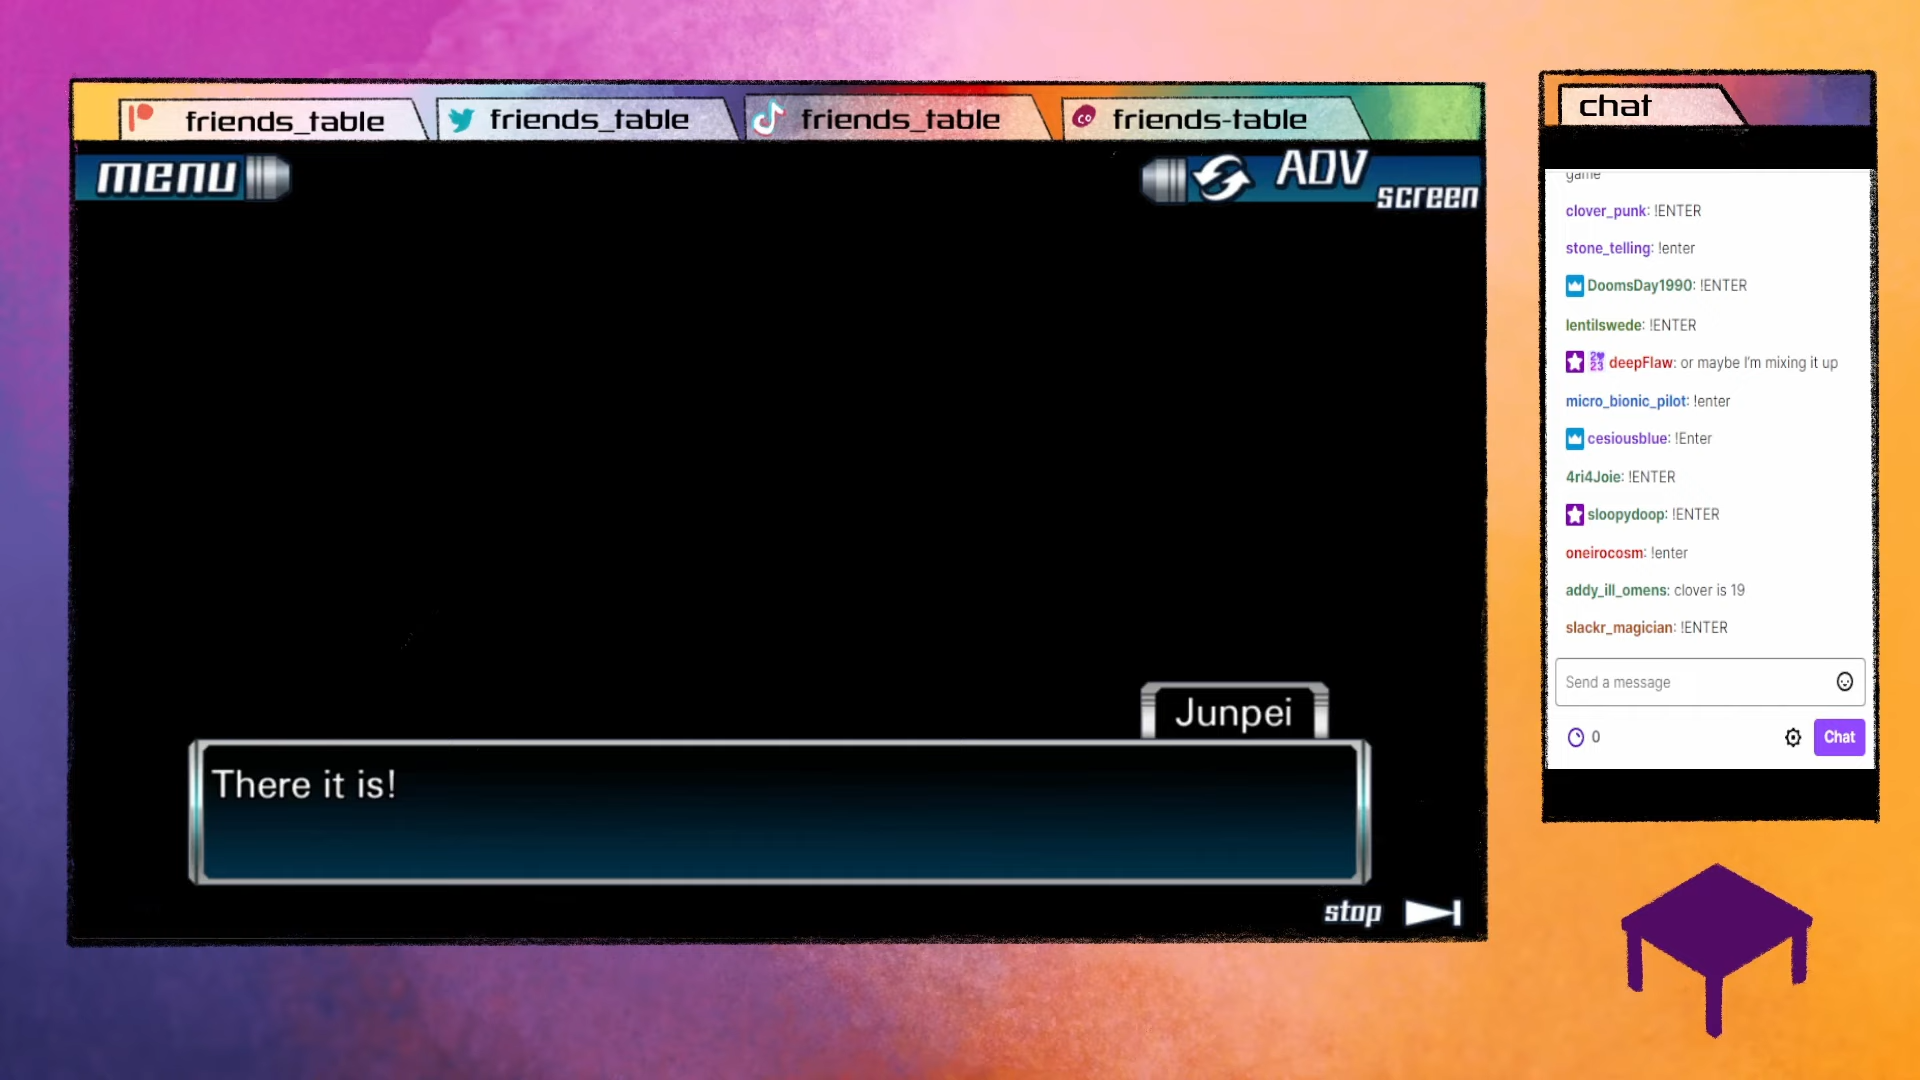 friends_table
friends_table
friends_table
friends-table
menu
ADV
screen
Junpei
There it is!
stop
chat
game
clover_punk: !ENTER
stone_telling: !enter
DoomsDay1990: !ENTER
lentilswede: !ENTER
deepFlaw: or maybe I'm mixing it up
micro_bionic_pilot: !enter
cesiousblue: !Enter
4ri4Joie: !ENTER
sloopydoop: !ENTER
oneirocosm: !enter
addy_ill_omens: clover is 19
slackr_magician: !ENTER
Send a message
0
Chat